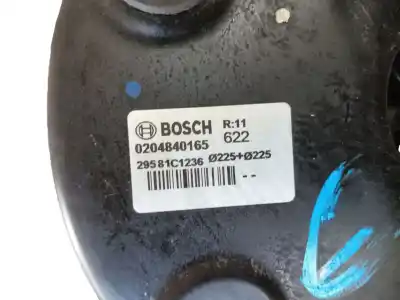 BOSCH R:11
0204840165 622
29581C1236 Ø225+Ø225
--